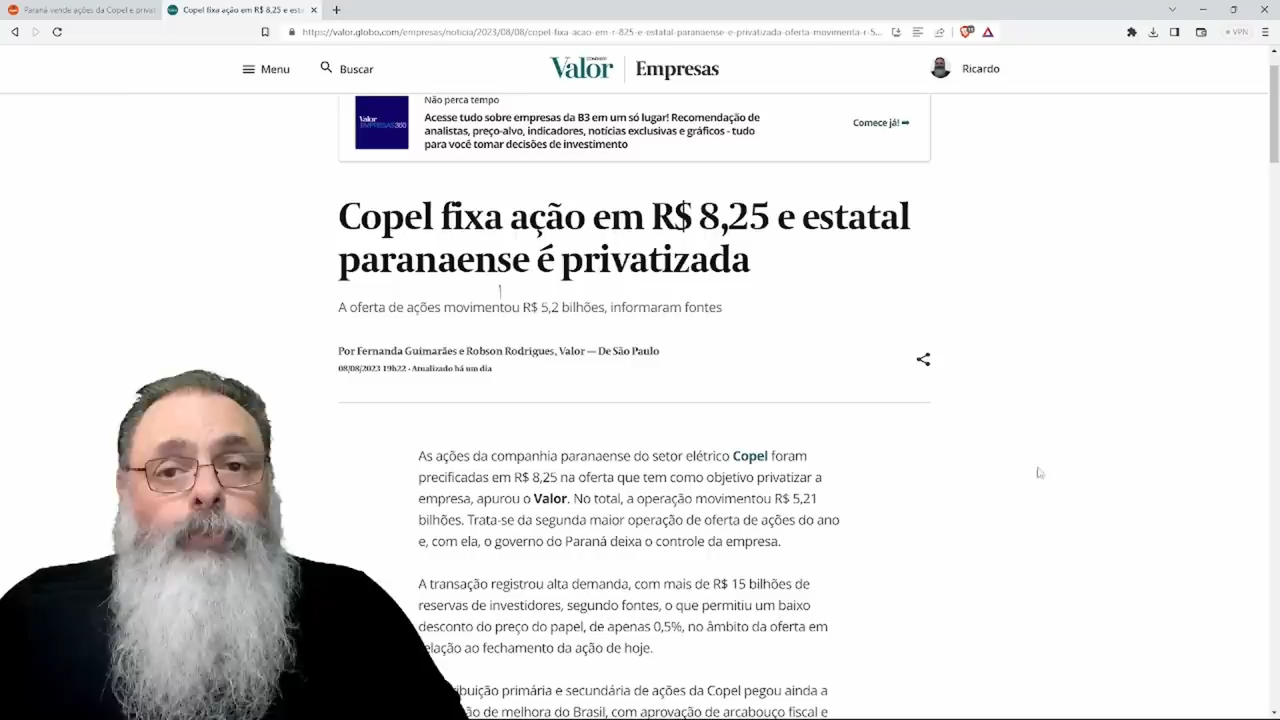 Paraná vende ações da Copel e privat
Copel fixa ação em R$ 8,25 e esta
https://valor.globo.com/empresas/noticia/2023/08/08/copel-fixa-acao-em-r-825-e-estatal-paranaense-e-privatizada-oferta-movimenta-r-5...
VPN
Menu
Buscar
Valor
Empresas
Ricardo
Não perca tempo
Valor
EMPRESAS360
Acesse tudo sobre empresas da B3 em um só lugar! Recomendação de
analistas, preço-alvo, indicadores, notícias exclusivas e gráficos - tudo
para você tomar decisões de investimento
Comece já!
Copel fixa ação em R$ 8,25 e estatal
paranaense é privatizada
A oferta de ações movimentou R$ 5,2 bilhões, informaram fontes
Por Fernanda Guimarães e Robson Rodrigues, Valor — De São Paulo
08/08/2023 19h22 · Atualizado há um dia
As ações da companhia paranaense do setor elétrico Copel foram
precificadas em R$ 8,25 na oferta que tem como objetivo privatizar a
empresa, apurou o Valor. No total, a operação movimentou R$ 5,21
bilhões. Trata-se da segunda maior operação de oferta de ações do ano
e, com ela, o governo do Paraná deixa o controle da empresa.
A transação registrou alta demanda, com mais de R$ 15 bilhões de
reservas de investidores, segundo fontes, o que permitiu um baixo
desconto do preço do papel, de apenas 0,5%, no âmbito da oferta em
elação ao fechamento da ação de hoje.
ribuição primária e secundária de ações da Copel pegou ainda a
ão de melhora do Brasil, com aprovação de arcabouço fiscal e